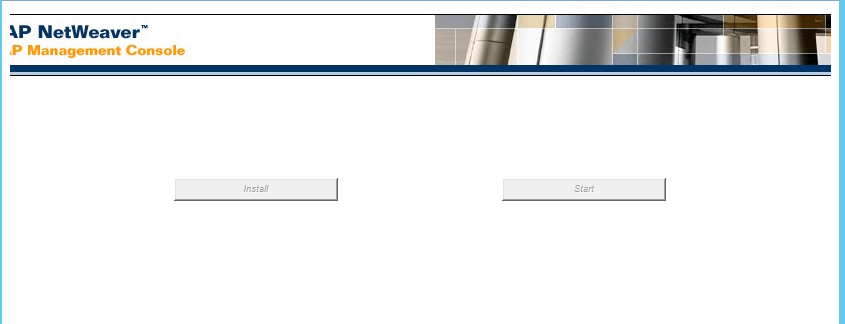 AP NetWeaver™
AP Management Console
Install
Start